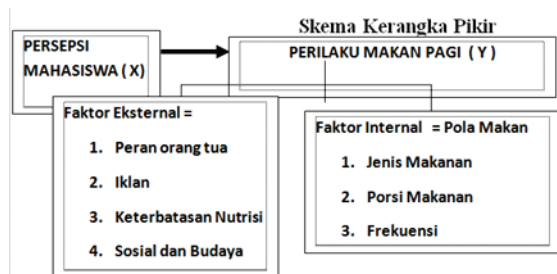 Skema Kerangka Pikir
PERSEPSI
MAHASISWA ( X )
PERILAKU MAKAN PAGI ( Y )
Faktor Eksternal =
1. Peran orang tua
2. Iklan
3. Keterbatasan Nutrisi
4. Sosial dan Budaya
Faktor Internal = Pola Makan
1. Jenis Makanan
2. Porsi Makanan
3. Frekuensi